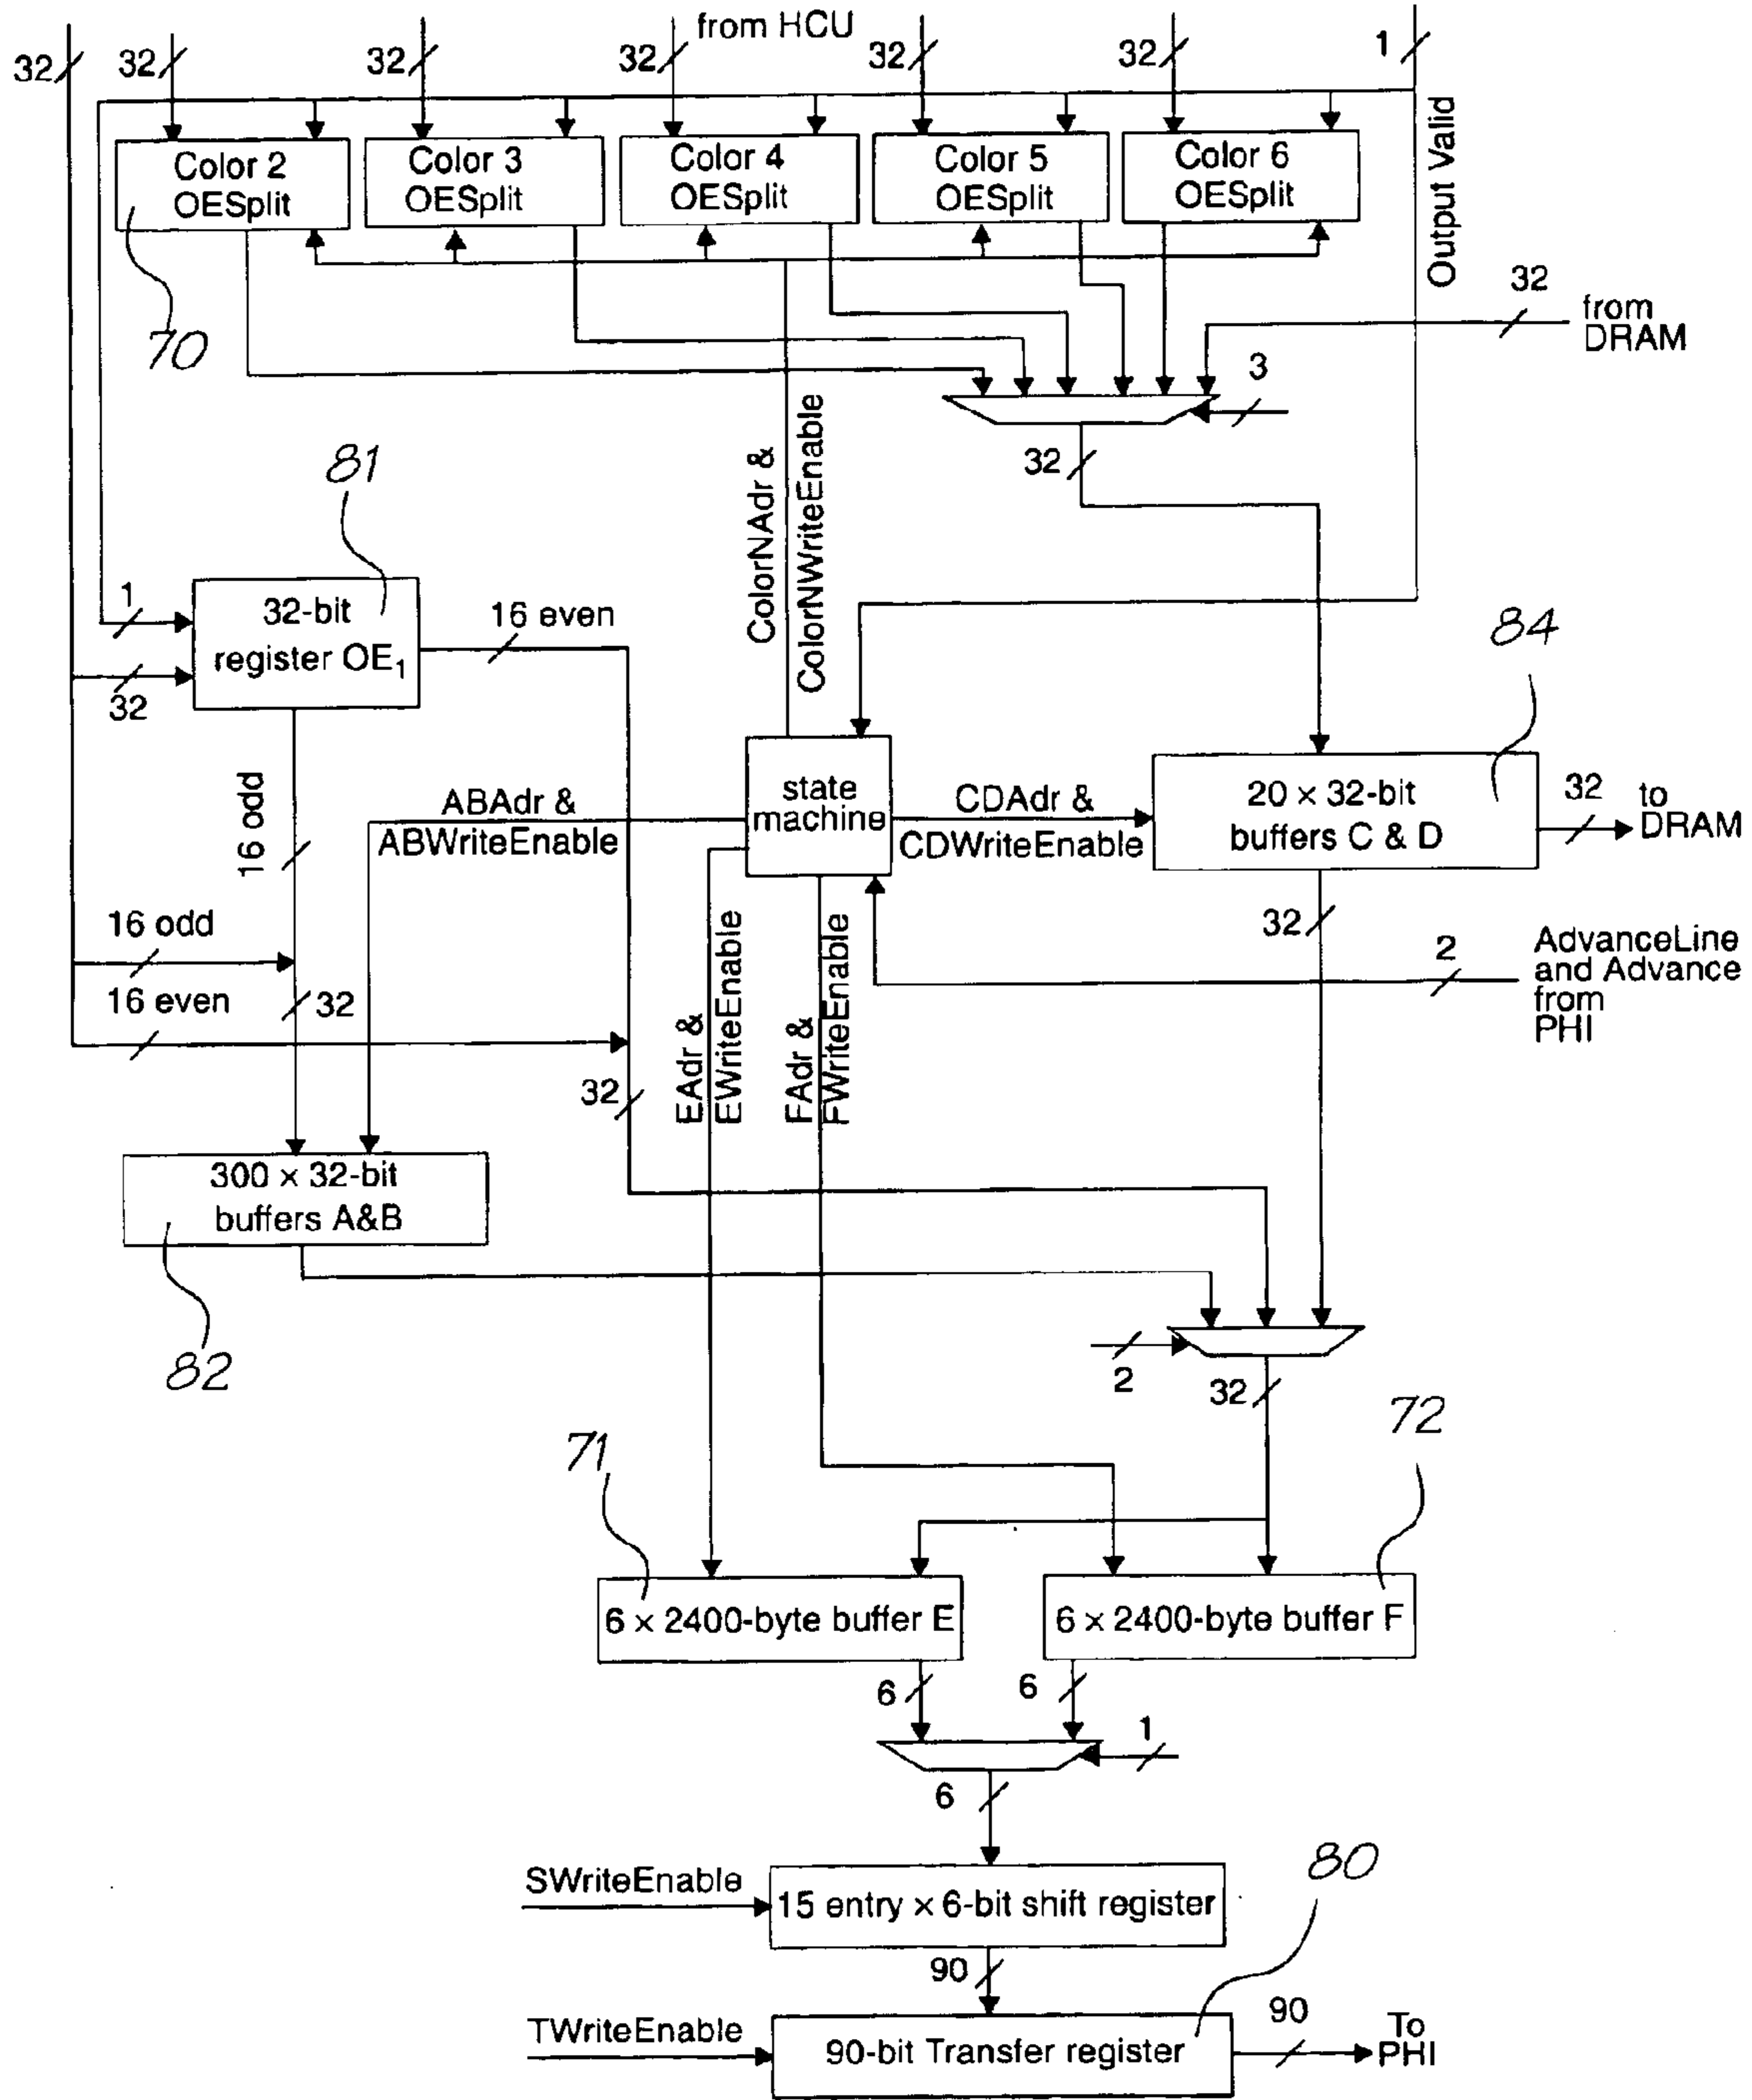 from HCU
32
32
32
32
32
32
1
Color 2
OESplit
Color 3
OESplit
Color 4
OESplit
Color 5
OESplit
Color 6
OESplit
Output Valid
70
32
from
DRAM
3
32
ColorNAdr &
ColorNWriteEnable
81
1
32
32-bit
register OE1
16 even
16 odd
84
state
machine
ABAdr &
ABWriteEnable
CDAdr &
CDWriteEnable
20 × 32-bit
buffers C & D
32
to
DRAM
16 odd
16 even
32
32
EAdr &
EWriteEnable
FAdr &
FWriteEnable
32
2
AdvanceLine
and Advance
from
PHI
300 × 32-bit
buffers A&B
82
2
32
71
72
6 × 2400-byte buffer E
6 × 2400-byte buffer F
6
6
1
6
80
SWriteEnable
15 entry × 6-bit shift register
90
TWriteEnable
90-bit Transfer register
90
To
PHI